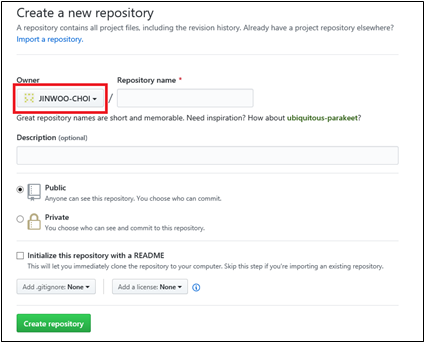 Create a new repository
A repository contains all project files, including the revision history. Already have a project repository elsewhere?
Import a repository.
Owner Repository name *
JINWOO-CHOI /
Great repository names are short and memorable. Need inspiration? How about ubiquitous-parakeet?
Description (optional)
Public
Anyone can see this repository. You choose who can commit.
Private
You choose who can see and commit to this repository.
Initialize this repository with a README
This will let you immediately clone the repository to your computer. Skip this step if you're importing an existing repository.
Add .gitignore: None Add a license: None
Create repository